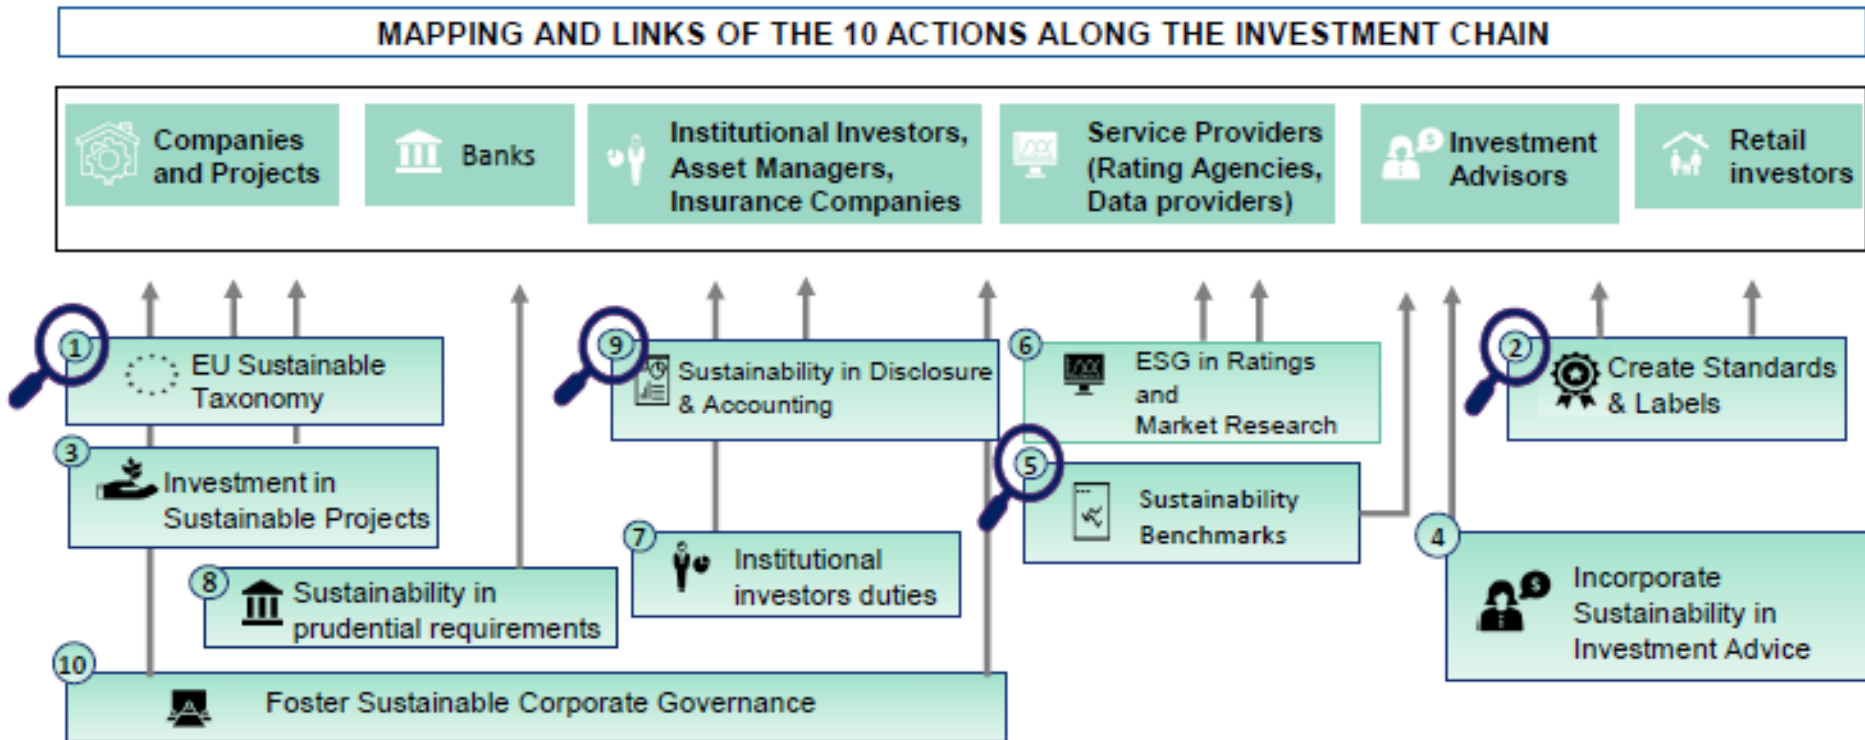 MAPPING AND LINKS OF THE 10 ACTIONS ALONG THE INVESTMENT CHAIN
Companies
and Projects
Banks
Institutional Investors,
Asset Managers,
Insurance Companies
Service Providers
(Rating Agencies,
Data providers)
Investment
Advisors
Retail
investors
1
EU Sustainable
Taxonomy
9
Sustainability in Disclosure
& Accounting
6
ESG in Ratings
and
Market Research
2
Create Standards
& Labels
3
Investment in
Sustainable Projects
5
Sustainability
Benchmarks
7
Institutional
investors duties
4
Incorporate
Sustainability in
Investment Advice
8
Sustainability in
prudential requirements
10
Foster Sustainable Corporate Governance